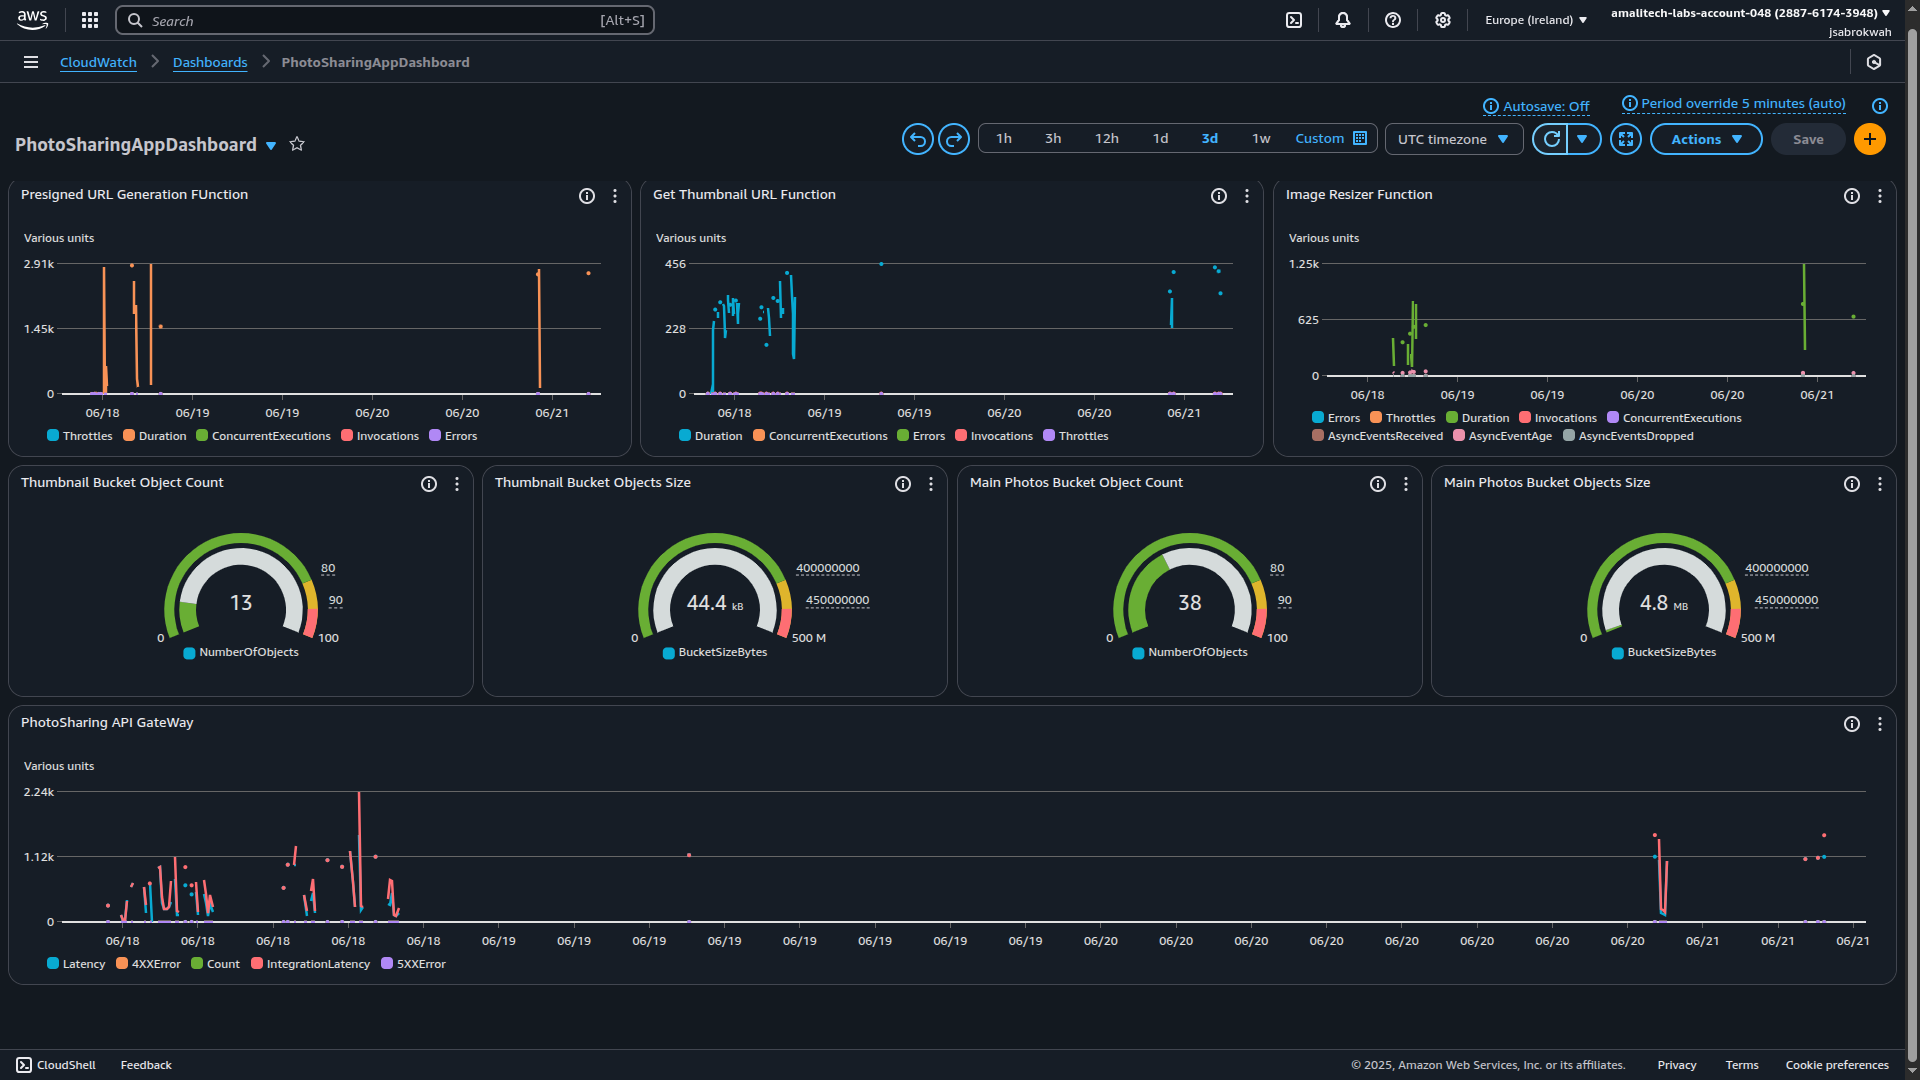 aws
Search [Alt+S]
Europe (Ireland)
amalitech-labs-account-048 (2887-6174-3948)
jsabrokwah
CloudWatch
Dashboards
PhotoSharingAppDashboard
Autosave: Off
Period override 5 minutes (auto)
PhotoSharingAppDashboard
1h 3h 12h 1d 3d 1w Custom
UTC timezone
Actions
Save
Presigned URL Generation FUnction
Various units
2.91k
1.45k
0
06/18 06/19 06/19 06/20 06/20 06/21
Throttles Duration ConcurrentExecutions Invocations Errors
Get Thumbnail URL Function
Various units
456
228
0
06/18 06/19 06/19 06/20 06/20 06/21
Duration ConcurrentExecutions Errors Invocations Throttles
Image Resizer Function
Various units
1.25k
625
0
06/18 06/19 06/19 06/20 06/20 06/21
Errors Throttles Duration Invocations ConcurrentExecutions
AsyncEventsReceived AsyncEventAge AsyncEventsDropped
Thumbnail Bucket Object Count
80
13
90
0
100
NumberOfObjects
Thumbnail Bucket Objects Size
400000000
44.4 kB
450000000
0
500 M
BucketSizeBytes
Main Photos Bucket Object Count
80
38
90
0
100
NumberOfObjects
Main Photos Bucket Objects Size
400000000
4.8 MB
450000000
0
500 M
BucketSizeBytes
PhotoSharing API GateWay
Various units
2.24k
1.12k
0
06/18 06/18 06/18 06/18 06/18 06/19 06/19 06/19 06/19 06/19 06/19 06/19 06/19 06/20 06/20 06/20 06/20 06/20 06/20 06/20 06/20 06/21 06/21 06/21
Latency 4XXError Count IntegrationLatency 5XXError
CloudShell
Feedback
© 2025, Amazon Web Services, Inc. or its affiliates.
Privacy
Terms
Cookie preferences